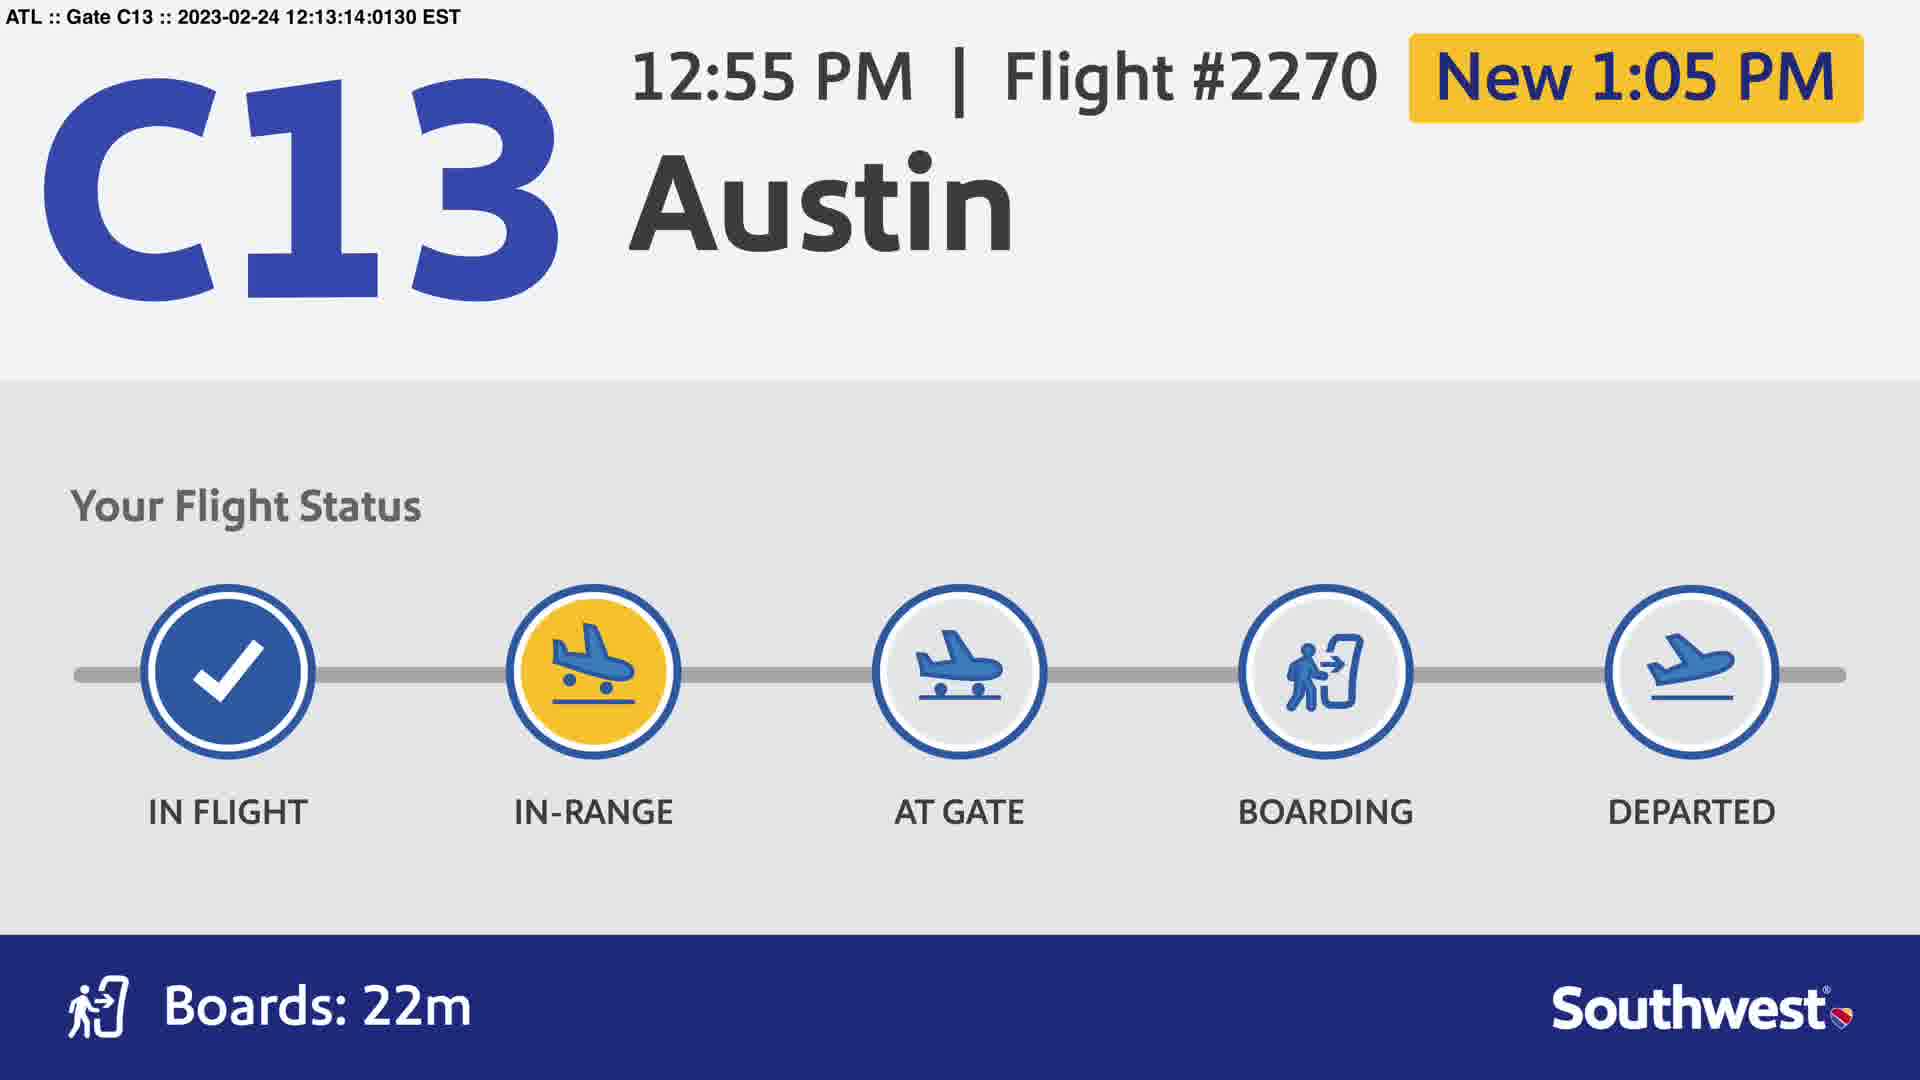 ATL :: Gate C13 :: 2023-02-24 12:13:14:0130 EST
C13
12:55 PM | Flight #2270
New 1:05 PM
Austin
Your Flight Status
IN FLIGHT
IN-RANGE
AT GATE
BOARDING
DEPARTED
Boards: 22m
Southwest®